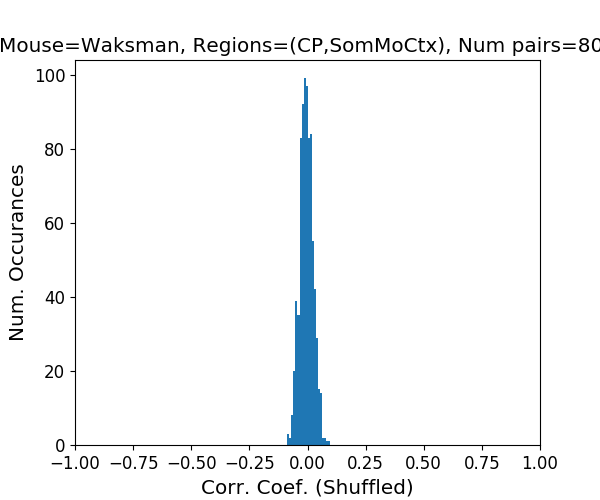 Mouse=Waksman, Regions=(CP,SomMoCtx), Num pairs=80
100
80
60
40
20
0
Num. Occurances
−1.00 −0.75 −0.50 −0.25 0.00 0.25 0.50 0.75 1.00
Corr. Coef. (Shuffled)